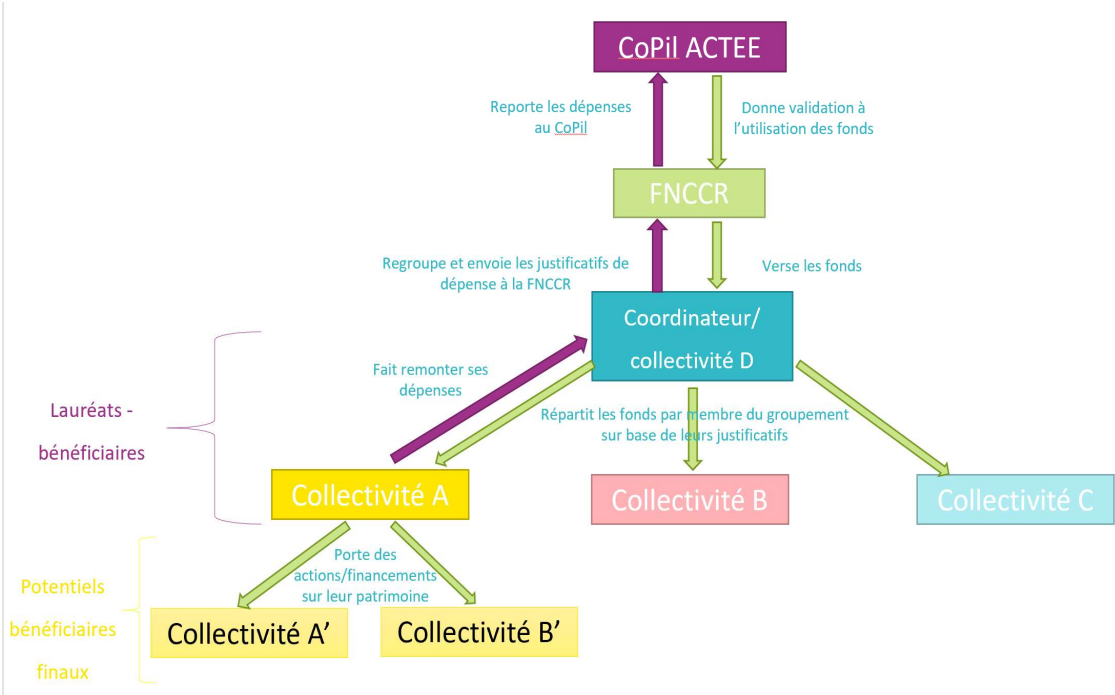 CoPil ACTEE
Reporte les dépenses
au CoPil
Donne validation à
l'utilisation des fonds
FNCCR
Regroupe et envoie les justificatifs de
dépense à la FNCCR
Verse les fonds
Coordinateur/
collectivité D
Fait remonter ses
dépenses
Répartit les fonds par membre du groupement
sur base de leurs justificatifs
Lauréats -
bénéficiaires
Collectivité A
Collectivité B
Collectivité C
Porte des
actions/financements
sur leur patrimoine
Potentiels
bénéficiaires
finaux
Collectivité A’
Collectivité B’